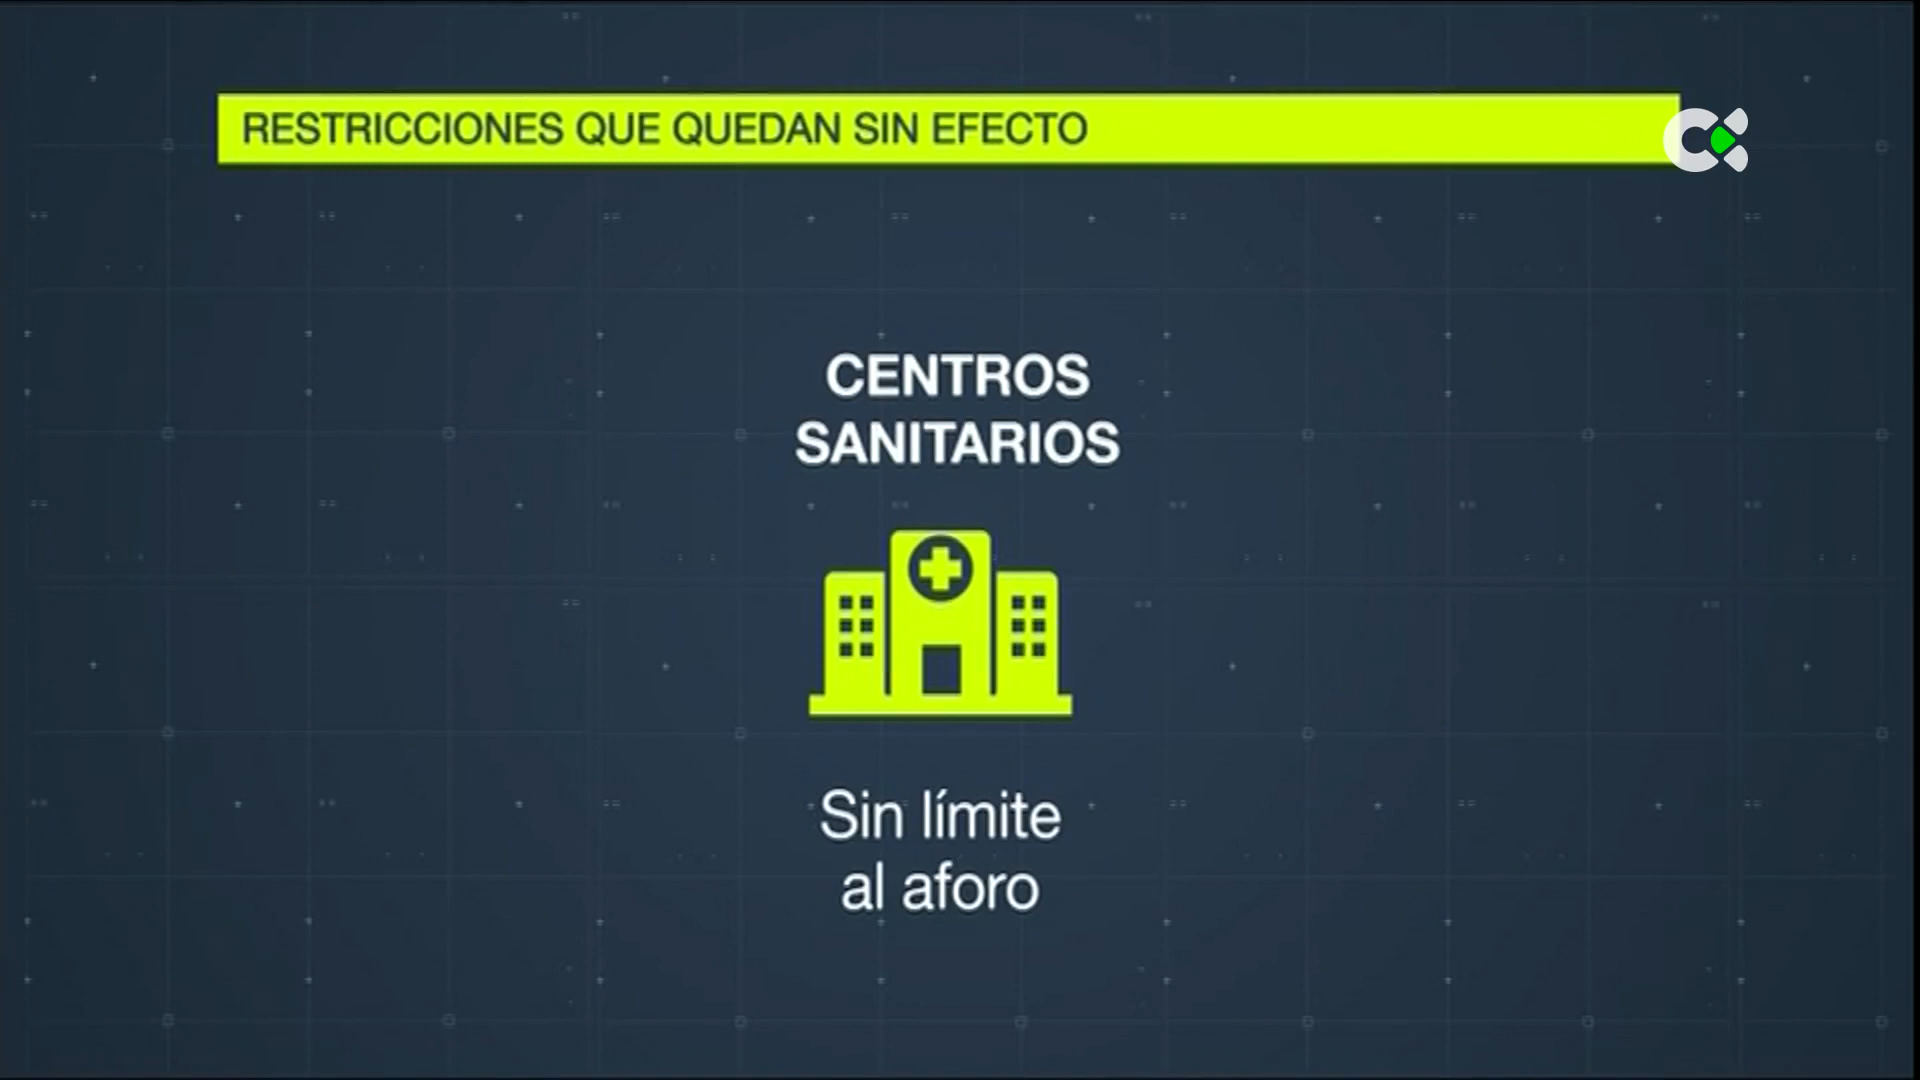 RESTRICCIONES QUE QUEDAN SIN EFECTO
CENTROS
SANITARIOS
Sin límite
al aforo